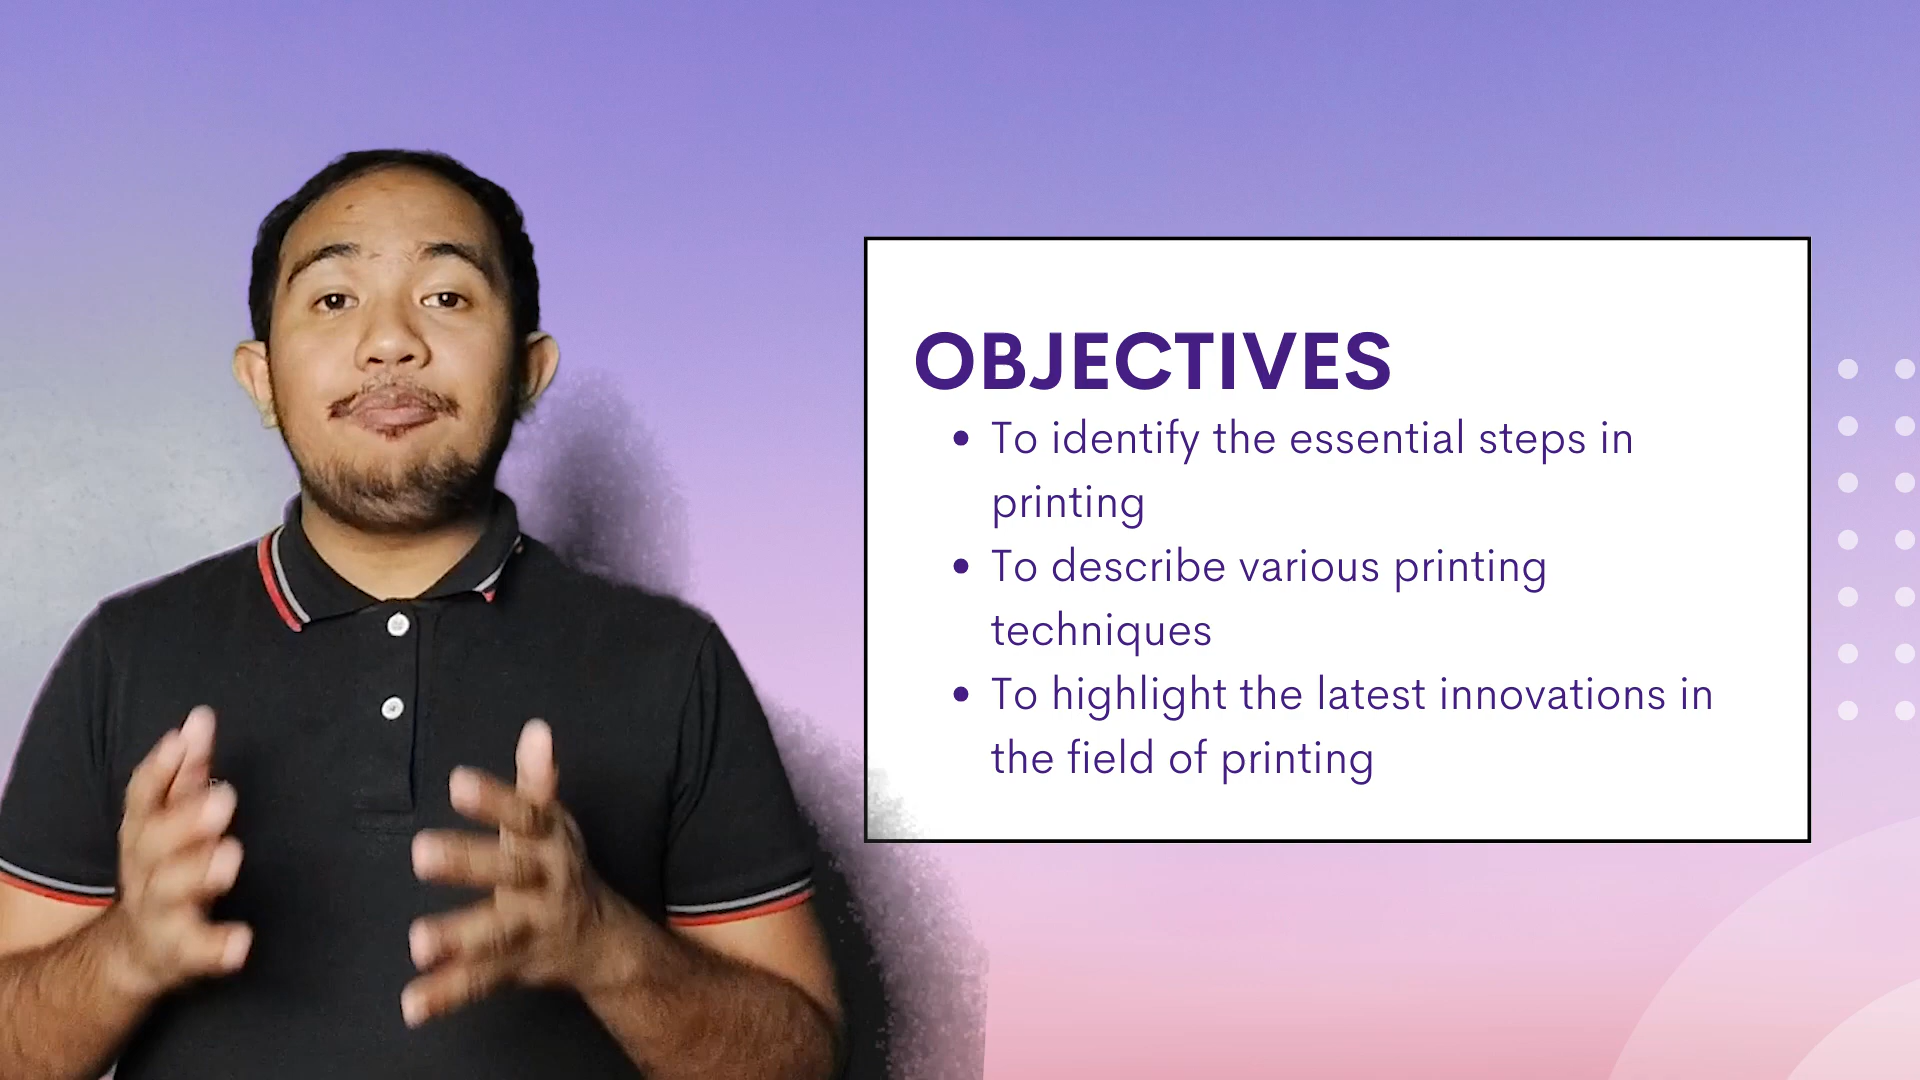 OBJECTIVES
• To identify the essential steps in
printing
• To describe various printing
techniques
• To highlight the latest innovations in
the field of printing